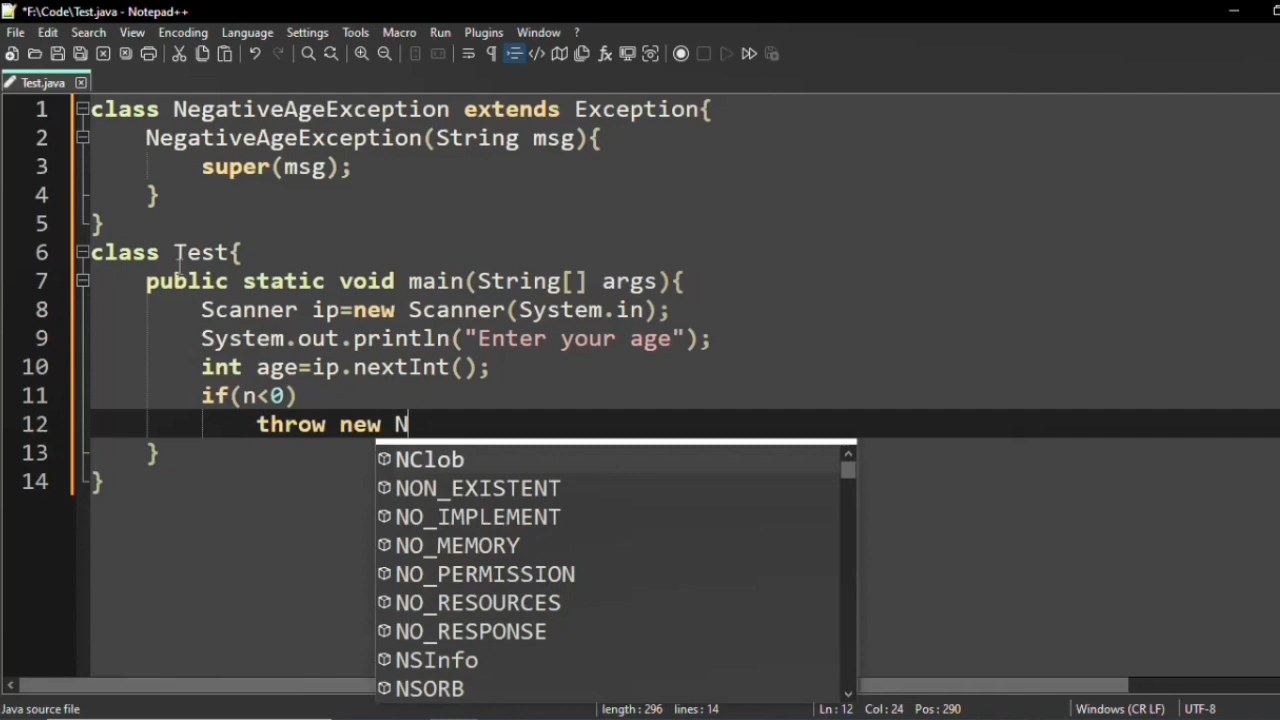 *F:\Code\Test.java - Notepad++
File Edit Search View Encoding Language Settings Tools Macro Run Plugins Window ?
Test.java
1 class NegativeAgeException extends Exception{
2 NegativeAgeException(String msg){
3 super(msg);
4 }
5 }
6 class Test{
7 public static void main(String[] args){
8 Scanner ip=new Scanner(System.in);
9 System.out.println("Enter your age");
10 int age=ip.nextInt();
11 if(n<0)
12 throw new N
13 }
14 }
NClob
NON_EXISTENT
NO_IMPLEMENT
NO_MEMORY
NO_PERMISSION
NO_RESOURCES
NO_RESPONSE
NSInfo
NSORB
Java source file length : 296 lines : 14 Ln : 12 Col : 24 Pos : 290 Windows (CR LF) UTF-8